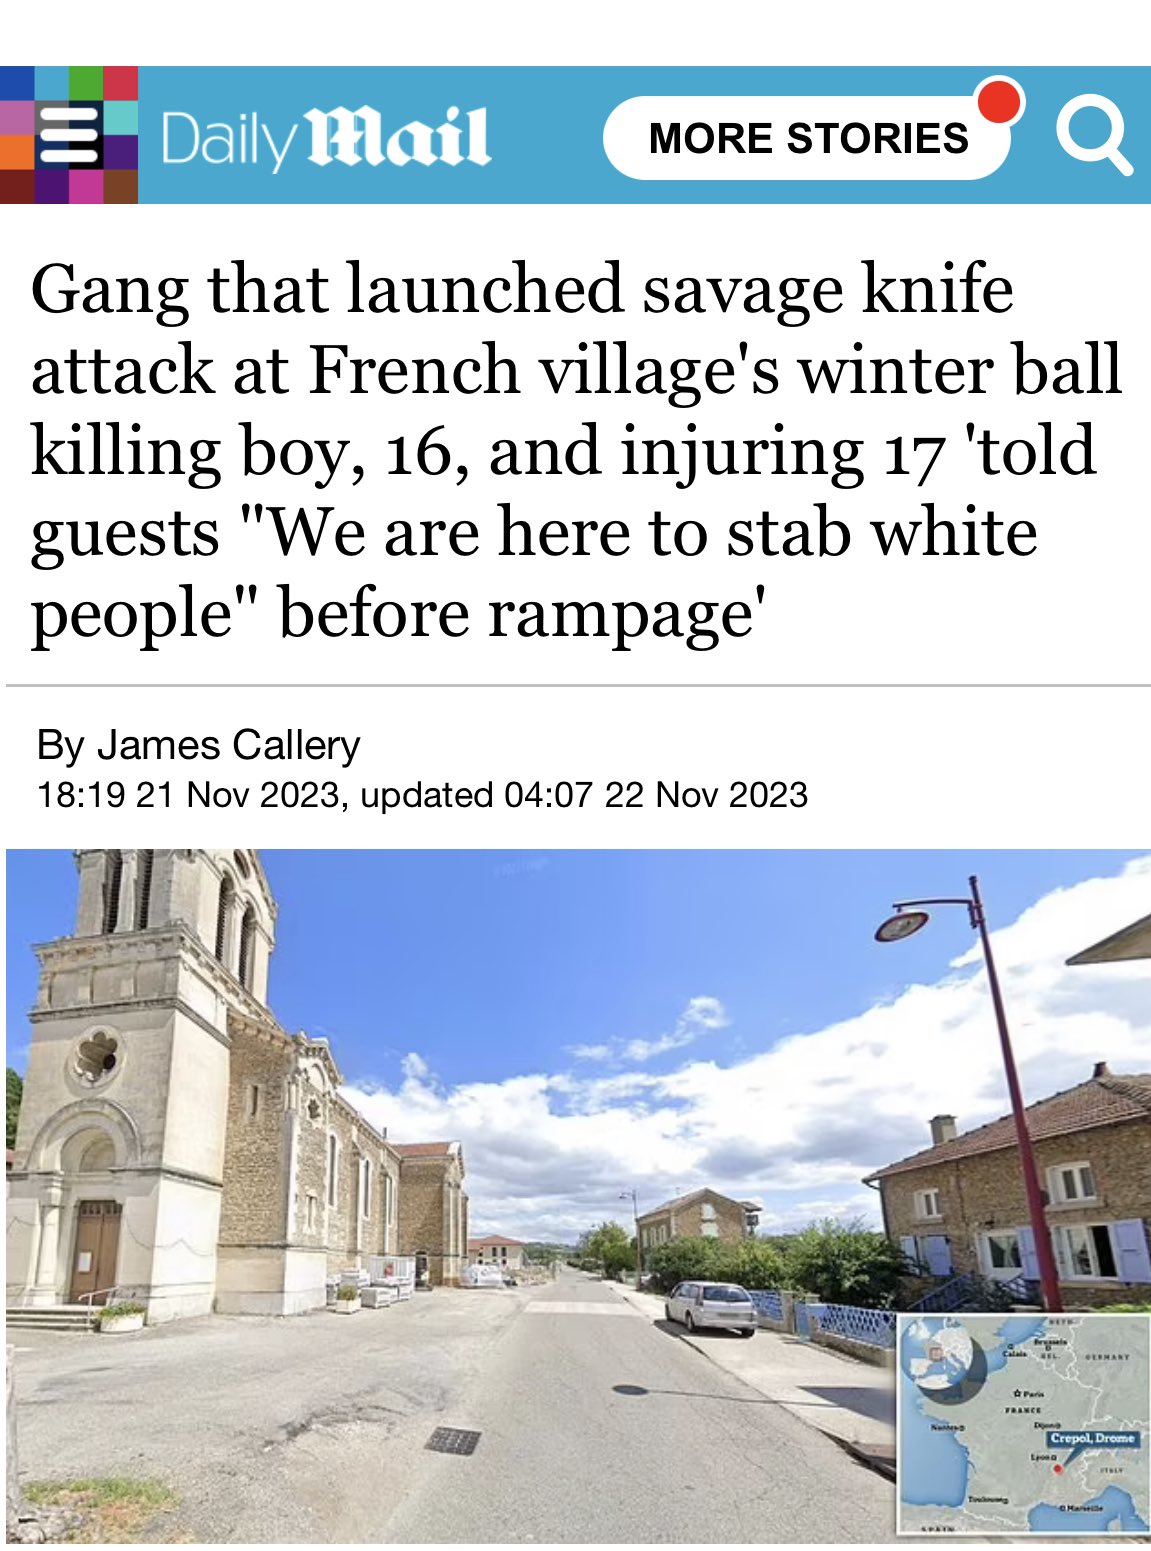 Daily Mail
MORE STORIES
Gang that launched savage knife
attack at French village's winter ball
killing boy, 16, and injuring 17 'told
guests "We are here to stab white
people" before rampage'
By James Callery
18:19 21 Nov 2023, updated 04:07 22 Nov 2023
NETH
Brussels
Calais
BEL
GERMANY
Paris
FRANCE
Nantes
Dijon
Crepol, Drome
Lyon
ITALY
Toulouse
Marseille
SPAIN